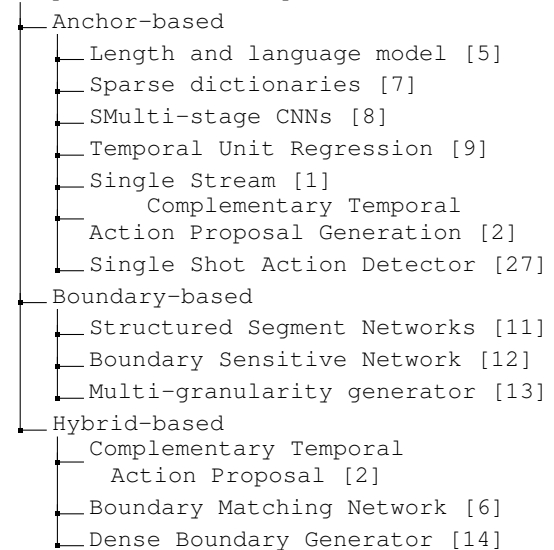 Anchor-based
Length and language model [5]
Sparse dictionaries [7]
SMulti-stage CNNs [8]
Temporal Unit Regression [9]
Single Stream [1]
Complementary Temporal
Action Proposal Generation [2]
Single Shot Action Detector [27]
Boundary-based
Structured Segment Networks [11]
Boundary Sensitive Network [12]
Multi-granularity generator [13]
Hybrid-based
Complementary Temporal
Action Proposal [2]
Boundary Matching Network [6]
Dense Boundary Generator [14]